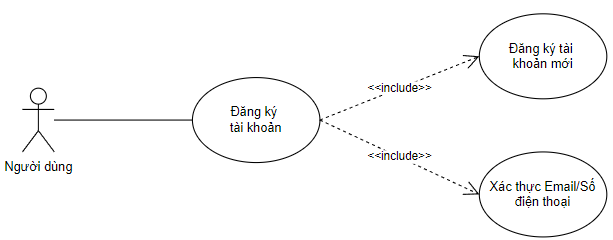 Đăng ký tài
khoản mới
<<include>>
Đăng ký
tài khoản
Người dùng
<<include>>
Xác thực Email/Số
điện thoại